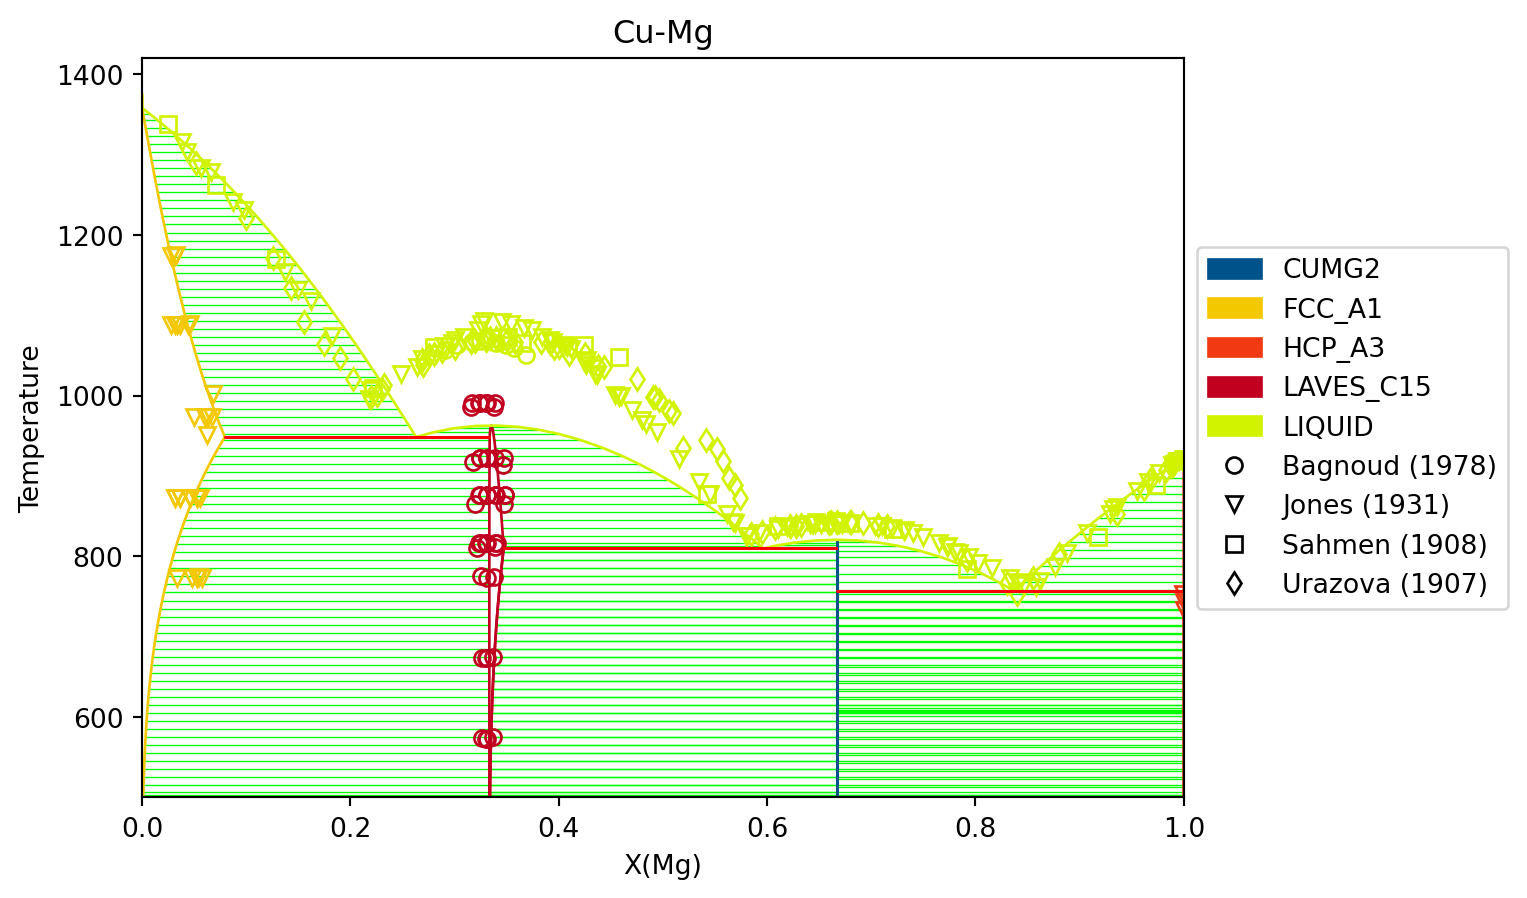 Cu-Mg
1400
1200
1000
800
600
Temperature
0.0 0.2 0.4 0.6 0.8 1.0
X(Mg)
CUMG2
FCC_A1
HCP_A3
LAVES_C15
LIQUID
Bagnoud (1978)
Jones (1931)
Sahmen (1908)
Urazova (1907)